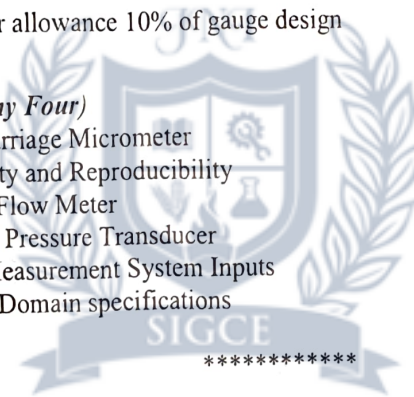 r allowance 10% of gauge design
ny Four)
rriage Micrometer
ty and Reproducibility
Flow Meter
Pressure Transducer
Measurement System Inputs
Domain specifications
SIGCE
************